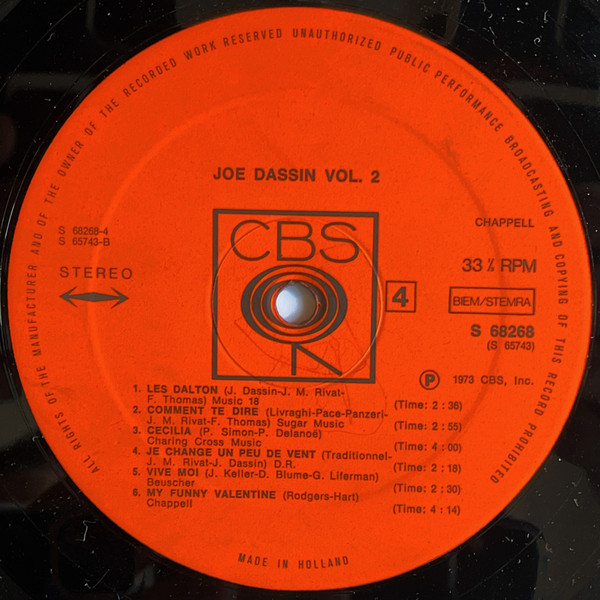 ALL RIGHTS OF THE MANUFACTURER AND OF THE OWNER OF THE RECORDED WORK RESERVED UNAUTHORIZED PUBLIC PERFORMANCE BROADCASTING AND COPYING OF THIS RECORD PROHIBITED
JOE DASSIN VOL. 2
S 68268-4
S 65743-B
STEREO
CBS
CHAPPELL
33 ⅓ RPM
4
BIEM/STEMRA
S 68268
(S 65743)
℗ 1973 CBS, Inc.
1. LES DALTON (J. Dassin-J. M. Rivat-
F. Thomas) Music 18 (Time: 2 : 36)
2. COMMENT TE DIRE (Livraghi-Pace-Panzeri-
J. M. Rivat-F. Thomas) Sugar Music (Time: 2 : 55)
3. CECILIA (P. Simon-P. Delanoë)
Charing Cross Music (Time: 4 : 00)
4. JE CHANGE UN PEU DE VENT (Traditionnel-
J. M. Rivat-J. Dassin) D.R. (Time: 2 : 18)
5. VIVE MOI (J. Keller-D. Blume-G. Liferman)
Beuscher (Time: 2 : 30)
6. MY FUNNY VALENTINE (Rodgers-Hart)
Chappell (Time: 4 : 14)
MADE IN HOLLAND